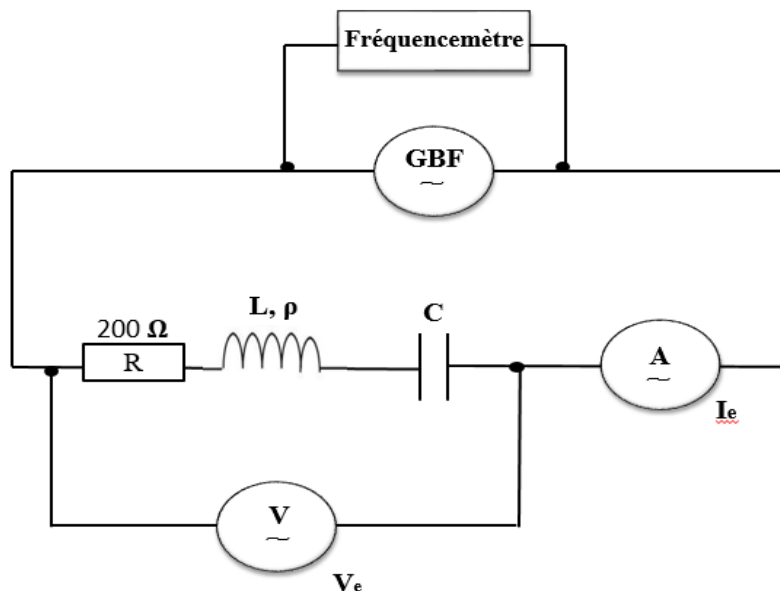 Fréquencemètre
GBF
~
L, ρ
C
200 Ω
R
A
~
Ie
V
~
Ve